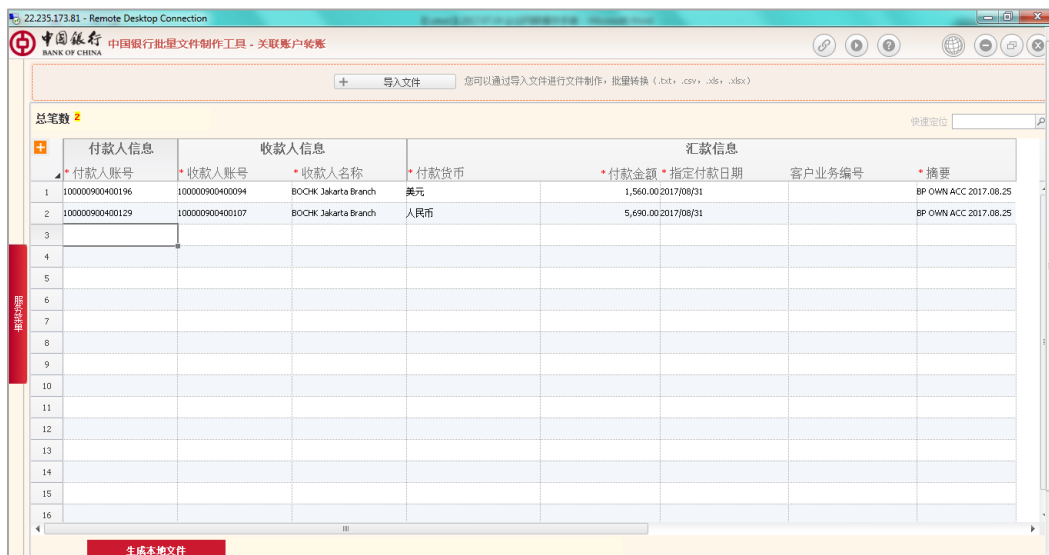 22.235.173.81 - Remote Desktop Connection
中国银行 BANK OF CHINA 中国银行批量文件制作工具 - 关联账户转账
+ 导入文件 您可以通过导入文件进行文件制作，批量转换（.txt，.csv，.xls，.xlsx）
总笔数 2 快速定位
付款人信息 收款人信息 汇款信息
* 付款人账号 * 收款人账号 * 收款人名称 * 付款货币 * 付款金额 * 指定付款日期 客户业务编号 * 摘要
1 100000900400196 100000900400094 BOCHK Jakarta Branch 美元 1,560.00 2017/08/31 BP OWN ACC 2017.08.25
2 100000900400129 100000900400107 BOCHK Jakarta Branch 人民币 5,690.00 2017/08/31 BP OWN ACC 2017.08.25
3
4
5
6
7
8
9
10
11
12
13
14
15
16
服务菜单
生成本地文件